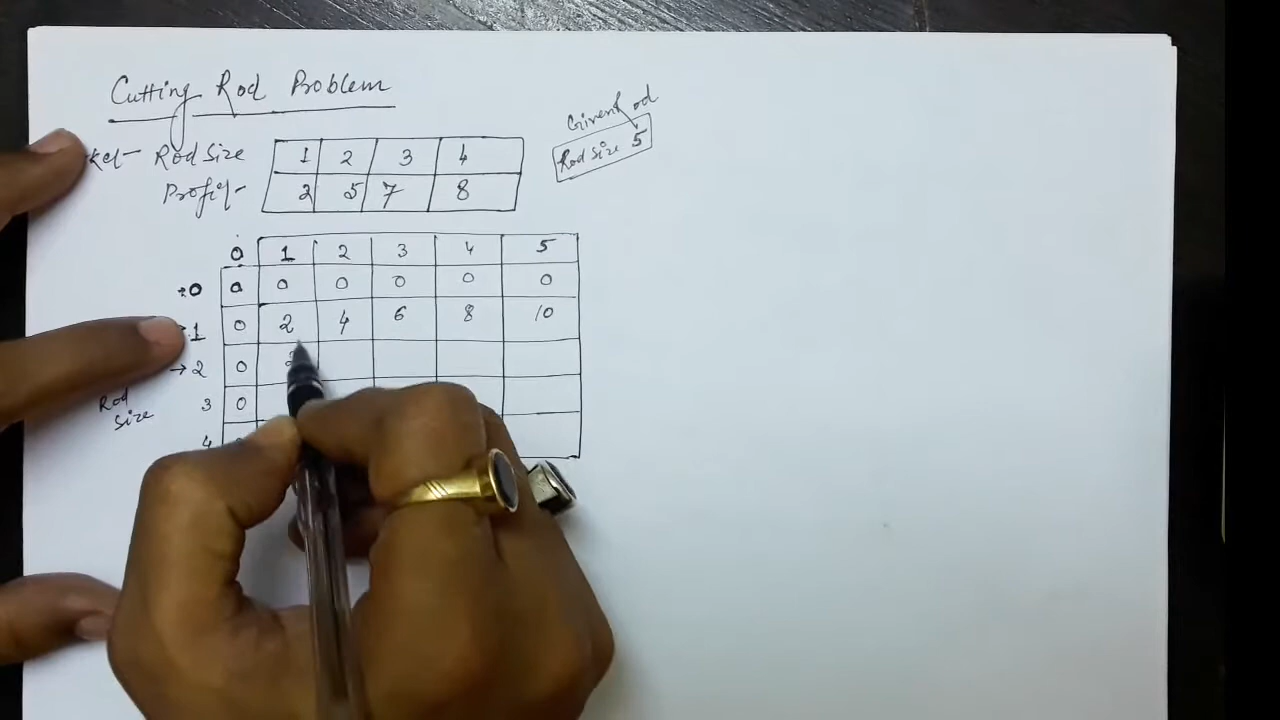 Cutting Rod Problem
Given Rod
Rod Size 5
ket- Rod Size 1 2 3 4
Profit- 2 5 7 8
0 1 2 3 4 5
→0 0 0 0 0 0 0
→1 0 2 4 6 8 10
→2 0 2
Rod Size
3 0
4